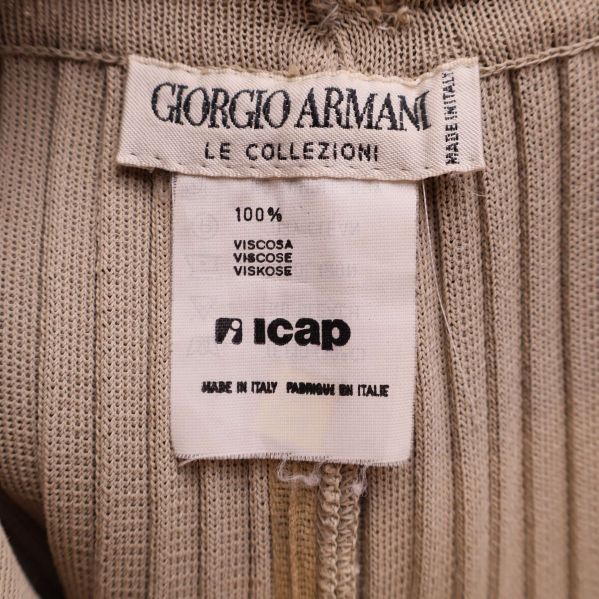 GIORGIO ARMANI
LE COLLEZIONI
MADE IN ITALY
100%
VISCOSA
VISCOSE
VISKOSE
icap
MADE IN ITALY FABRIQUE EN ITALIE